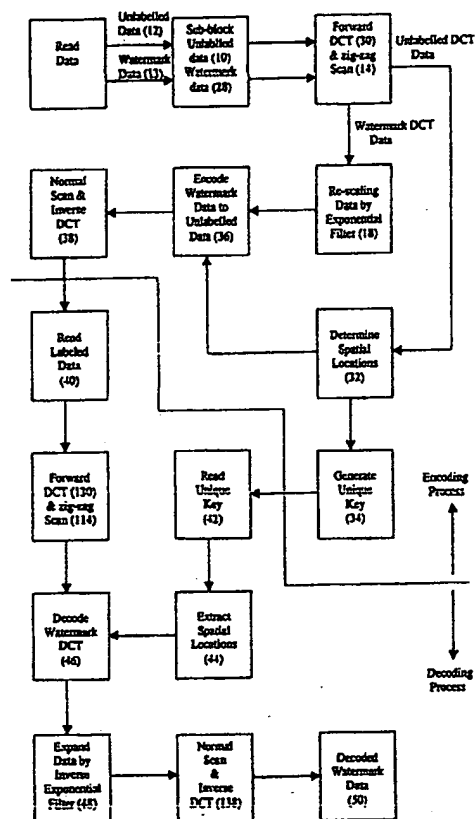 Unlabelled
Data (12)
Watermark
Data (13)
Read
Data
Sub-block
Unlablled
data (10)
Watermark
data (28)
Forward
DCT (30)
& zig-zag
Scan (14)
Unlabelled DCT
Data
Watermark DCT
Data
Normal
Scan &
Inverse
DCT
(38)
Encode
Watermark
Data to
Unlabelled
Data (36)
Re-scaling
Data by
Exponential
Filter (18)
Read
Labeled
Data
(40)
Determine
Spatial
Locations
(32)
Forward
DCT (130)
& zig-zag
Scan (114)
Read
Unique
Key
(42)
Generate
Unique
Key
(34)
Encoding
Process
Decode
Watermark
DCT
(46)
Extract
Spatial
Locations
(44)
Decoding
Process
Expand
Data by
Inverse
Exponential
Filter (48)
Normal
Scan
&
Inverse
DCT (138)
Decoded
Watermark
Data
(50)